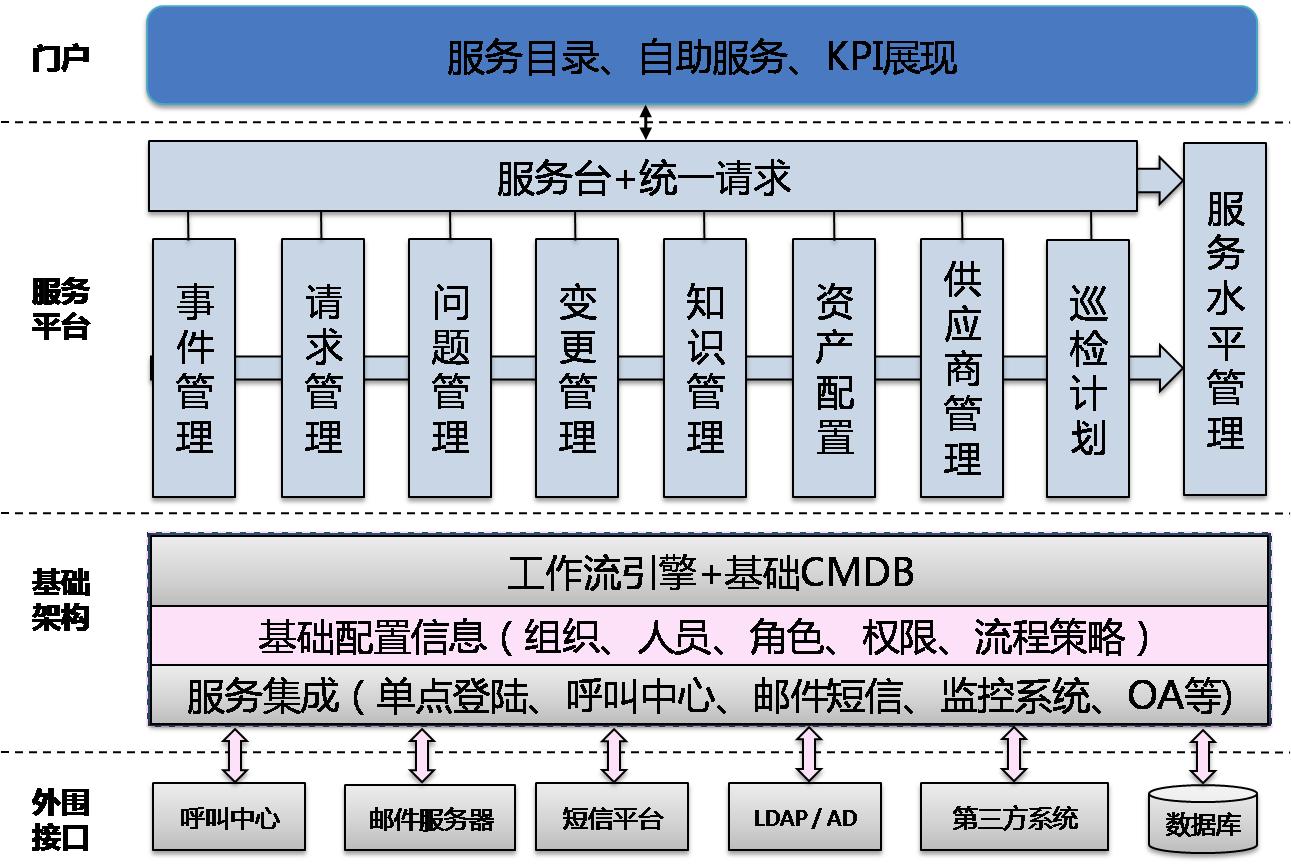 门户
服务目录、自助服务、KPI展现
服务台+统一请求
服务
平台
事件管理
请求管理
问题管理
变更管理
知识管理
资产配置
供应商管理
巡检计划
服务水平管理
基础
架构
工作流引擎+基础CMDB
基础配置信息（组织、人员、角色、权限、流程策略）
服务集成（单点登陆、呼叫中心、邮件短信、监控系统、OA等)
外围
接口
呼叫中心
邮件服务器
短信平台
LDAP / AD
第三方系统
数据库